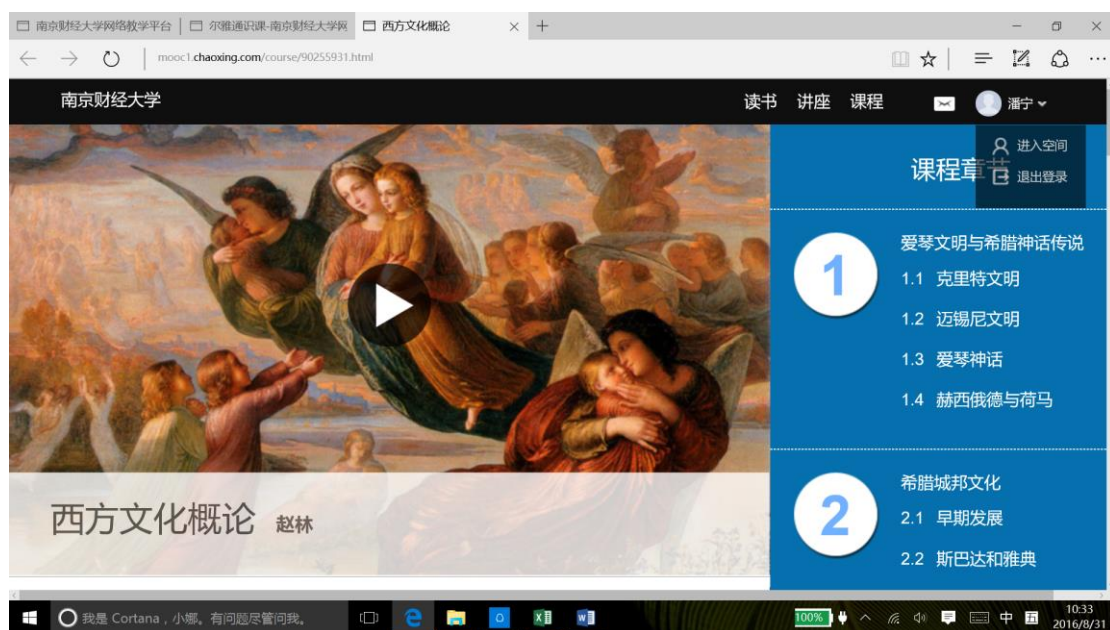 南京财经大学网络教学平台
尔雅通识课-南京财经大学网
西方文化概论
mooc1.chaoxing.com/course/90255931.html
南京财经大学
读书 讲座 课程
潘宁
进入空间
退出登录
课程章节
1
爱琴文明与希腊神话传说
1.1 克里特文明
1.2 迈锡尼文明
1.3 爱琴神话
1.4 赫西俄德与荷马
西方文化概论 赵林
2
希腊城邦文化
2.1 早期发展
2.2 斯巴达和雅典
我是 Cortana，小娜。有问题尽管问我。
100%
中
五
10:33
2016/8/31